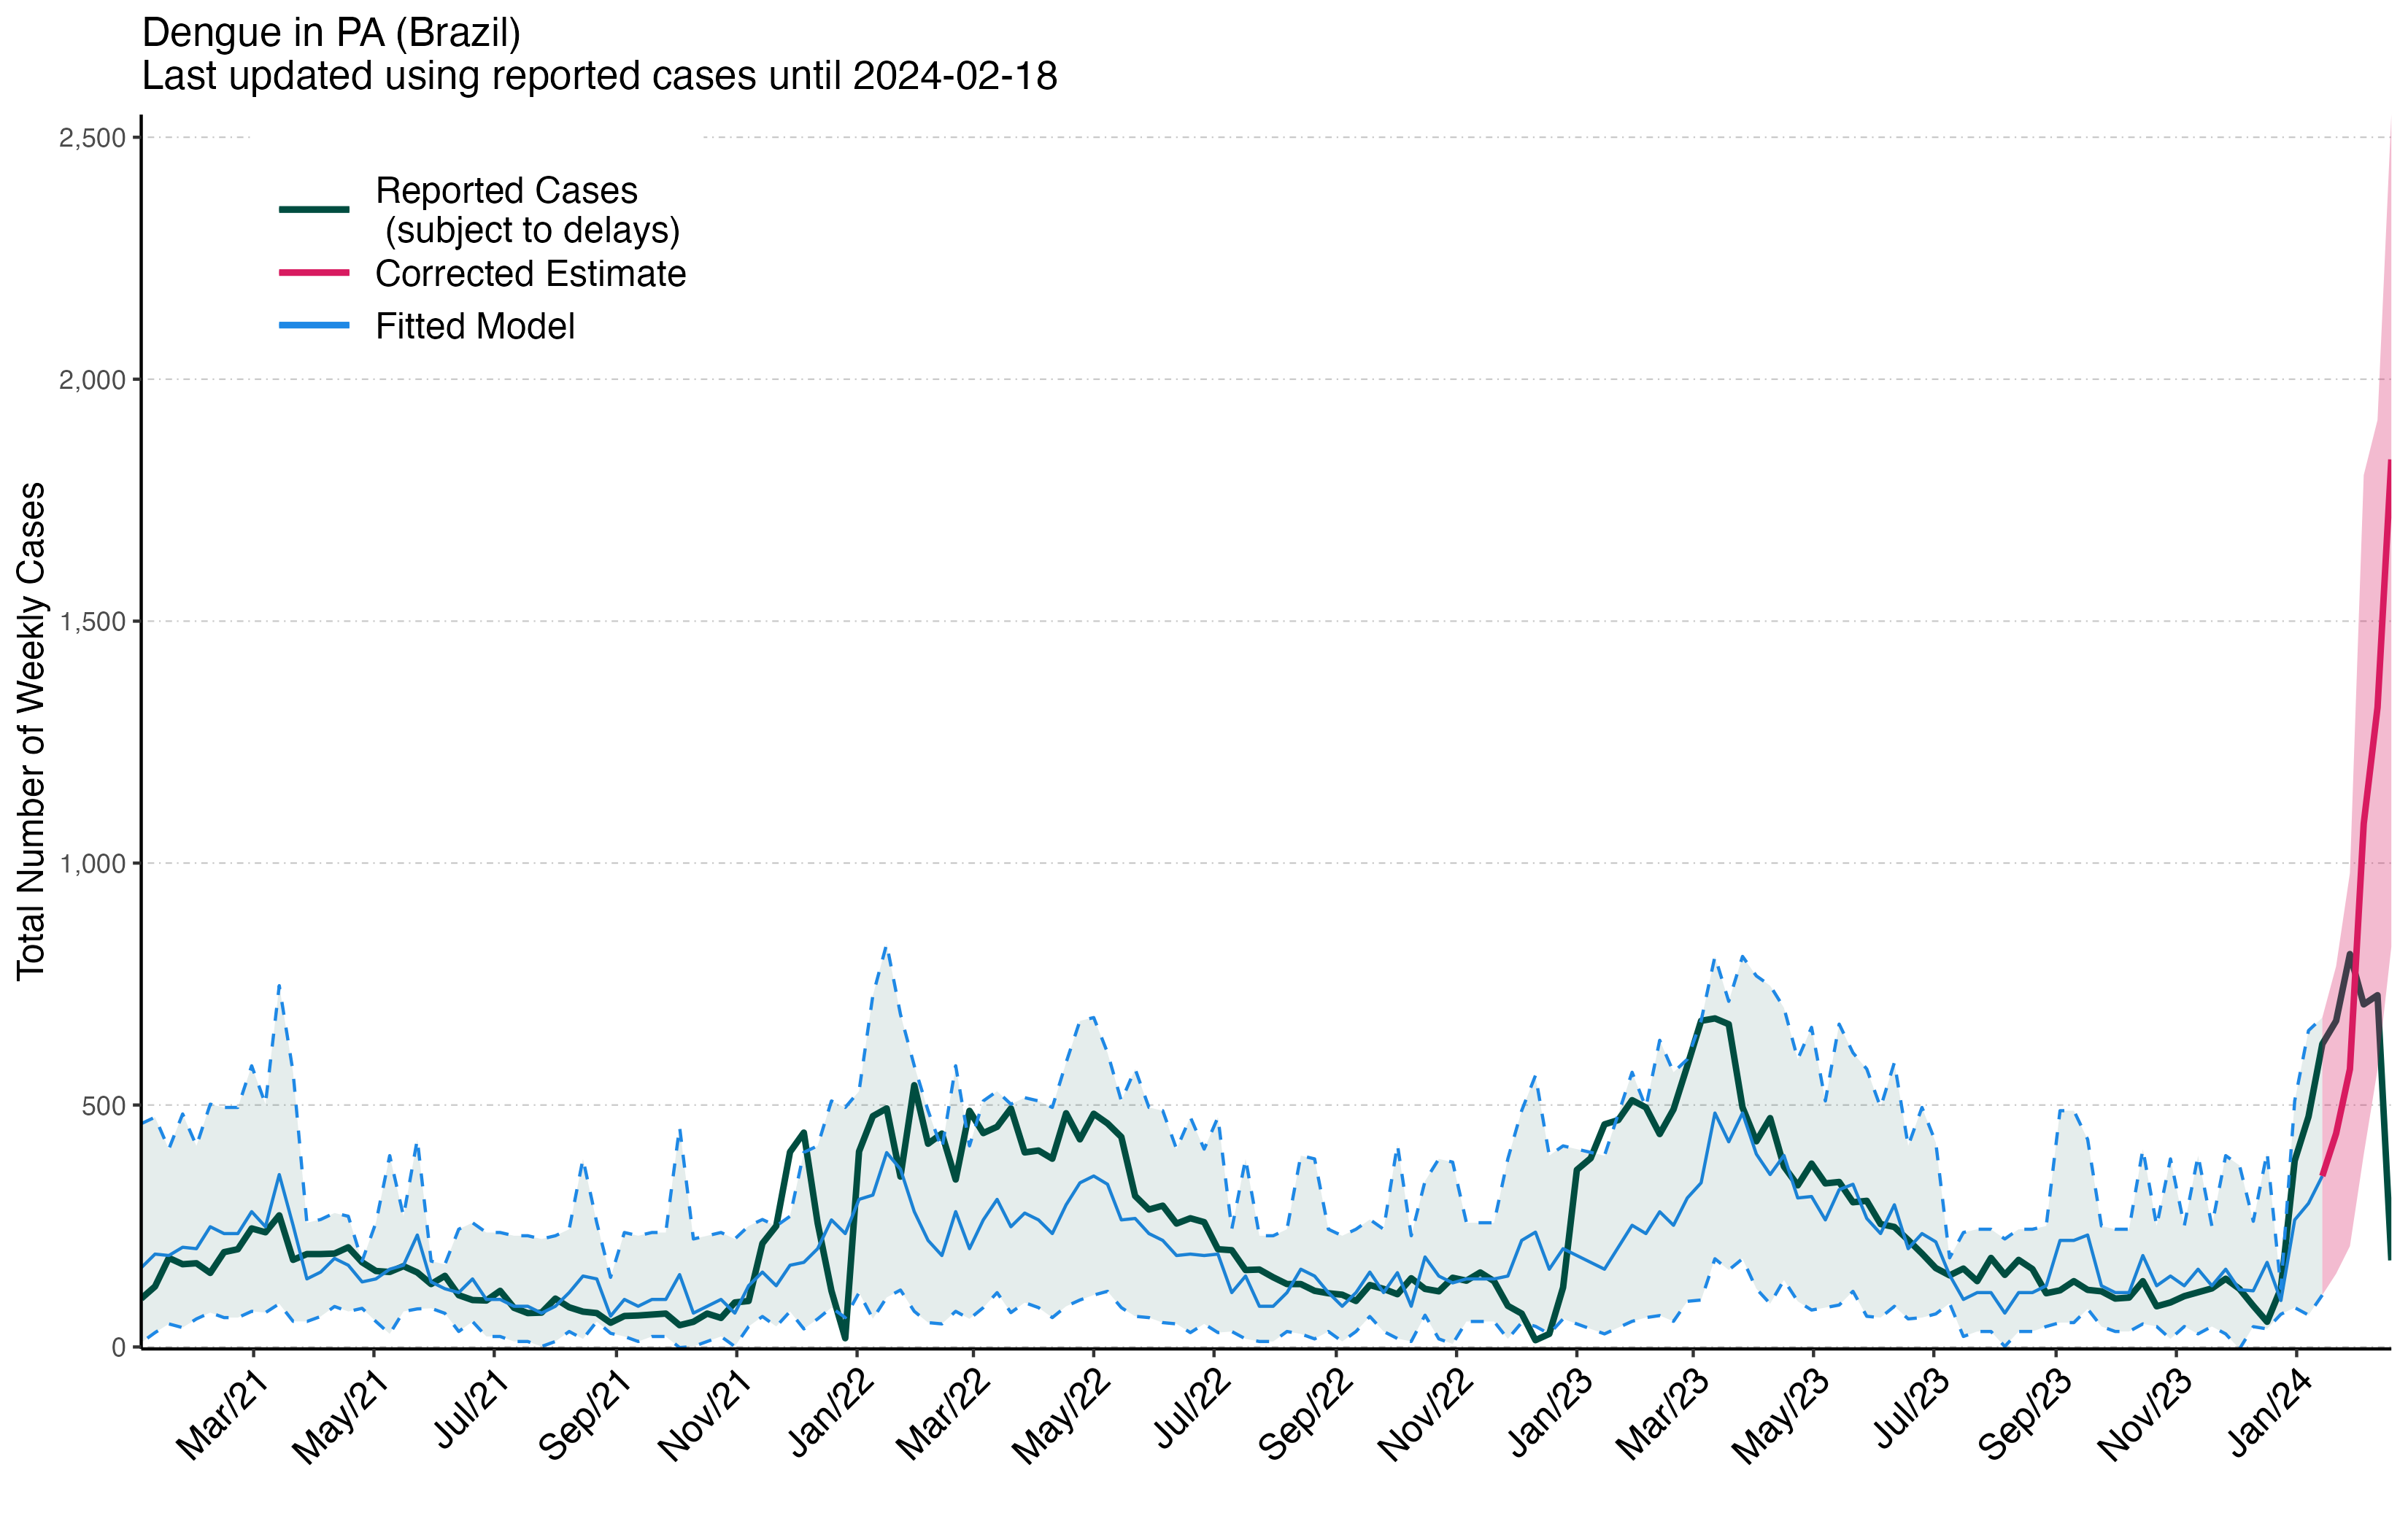 Dengue in PA (Brazil)
Last updated using reported cases until 2024-02-18
2,500
2,000
1,500
1,000
500
0
Total Number of Weekly Cases
Reported Cases
(subject to delays)
Corrected Estimate
Fitted Model
Mar/21
May/21
Jul/21
Sep/21
Nov/21
Jan/22
Mar/22
May/22
Jul/22
Sep/22
Nov/22
Jan/23
Mar/23
May/23
Jul/23
Sep/23
Nov/23
Jan/24